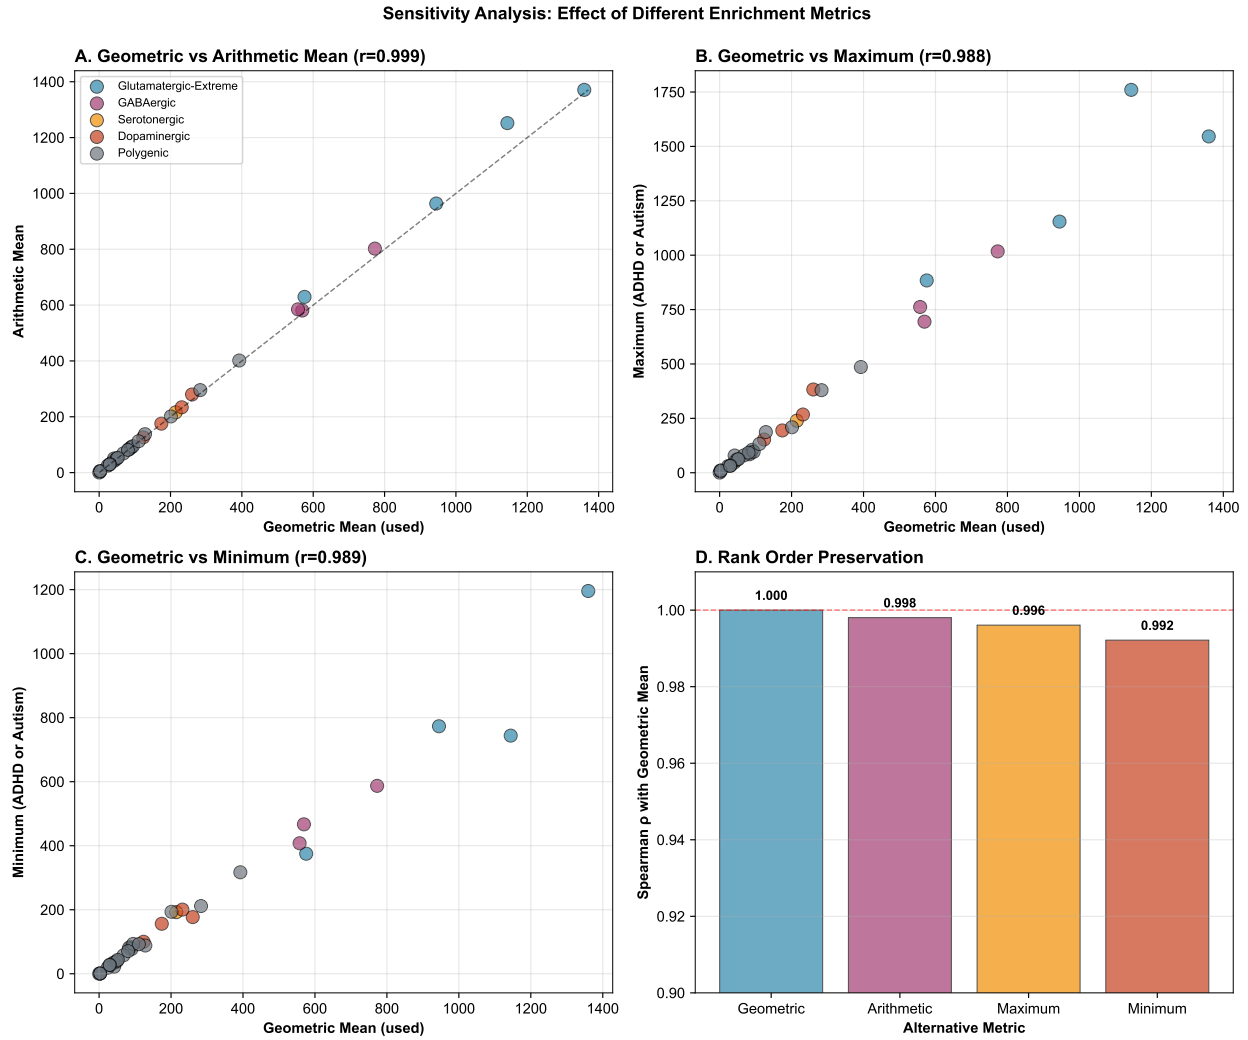 Sensitivity Analysis: Effect of Different Enrichment Metrics
A. Geometric vs Arithmetic Mean (r=0.999)
1400
1200
1000
800
600
400
200
0
Arithmetic Mean
Glutamatergic-Extreme
GABAergic
Serotonergic
Dopaminergic
Polygenic
0 200 400 600 800 1000 1200 1400
Geometric Mean (used)
B. Geometric vs Maximum (r=0.988)
1750
1500
1250
1000
750
500
250
0
Maximum (ADHD or Autism)
0 200 400 600 800 1000 1200 1400
Geometric Mean (used)
C. Geometric vs Minimum (r=0.989)
1200
1000
800
600
400
200
0
Minimum (ADHD or Autism)
0 200 400 600 800 1000 1200 1400
Geometric Mean (used)
D. Rank Order Preservation
1.00
0.98
0.96
0.94
0.92
0.90
Spearman ρ with Geometric Mean
1.000
0.998
0.996
0.992
Geometric Arithmetic Maximum Minimum
Alternative Metric